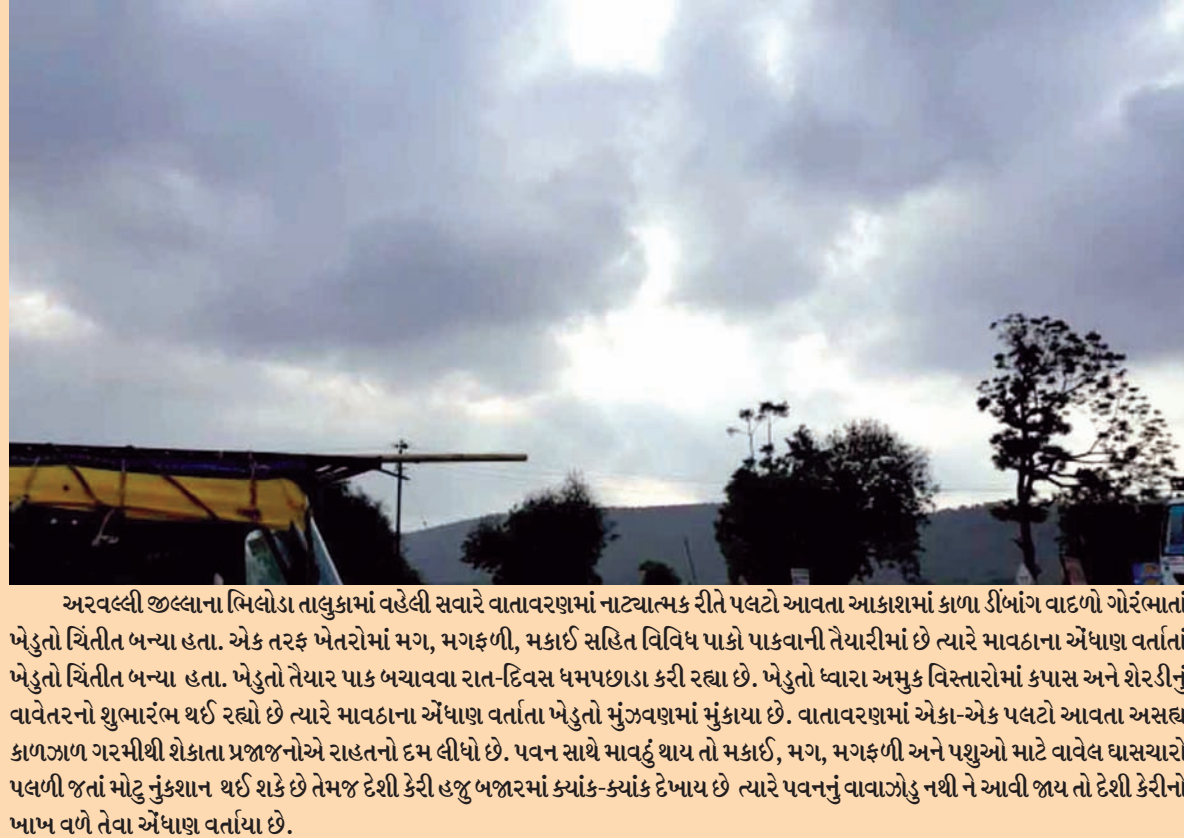 અરવલ્લી જીલ્લાના ભિલોડા તાલુકામાં વહેલી સવારે વાતાવરણમાં નાટ્યાત્મક રીતે પલટો આવતા આકાશમાં કાળા ડીંબાંગ વાદળો ગોરંભાતાં
ખેડુતો ચિંતીત બન્યા હતા. એક તરફ ખેતરોમાં મગ, મગફળી, મકાઈ સહિત વિવિધ પાકો પાકવાની તૈયારીમાં છે ત્યારે માવઠાના એંધાણ વર્તાતાં
ખેડુતો ચિંતીત બન્યા હતા. ખેડુતો તૈયાર પાક બચાવવા રાત-દિવસ ધમપછાડા કરી રહ્યા છે. ખેડુતો ધ્વારા અમુક વિસ્તારોમાં કપાસ અને શેરડીનું
વાવેતરનો શુભારંભ થઈ રહ્યો છે ત્યારે માવઠાના એંધાણ વર્તાતા ખેડુતો મુંઝવણમાં મુંકાયા છે. વાતાવરણમાં એકા-એક પલટો આવતા અસહ્ય
કાળઝાળ ગરમીથી શેકાતા પ્રજાજનોએ રાહતનો દમ લીધો છે. પવન સાથે માવઠું થાય તો મકાઈ, મગ, મગફળી અને પશુઓ માટે વાવેલ ઘાસચારો
પલળી જતાં મોટુ નુંકશાન થઈ શકે છે તેમજ દેશી કેરી હજુ બજારમાં ક્યાંક-ક્યાંક દેખાય છે ત્યારે પવનનું વાવાઝોડુ નથી ને આવી જાય તો દેશી કેરીનો
ખાખ વળે તેવા એંધાણ વર્તાયા છે.